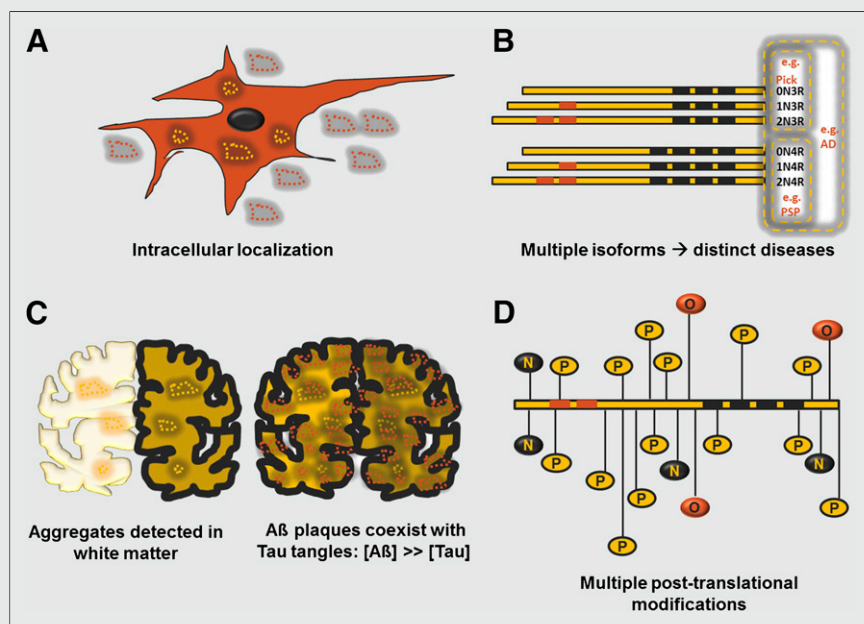 A
Intracellular localization
B
e.g.
Pick
0N3R
1N3R
2N3R
e.g.
AD
0N4R
1N4R
2N4R
e.g.
PSP
Multiple isoforms → distinct diseases
C
Aggregates detected in
white matter
Aß plaques coexist with
Tau tangles: [Aß] >> [Tau]
D
O
P
P
O
N
P
P
P
P
N
P
P
N
P
P
N
P
P
O
P
P
Multiple post-translational
modifications